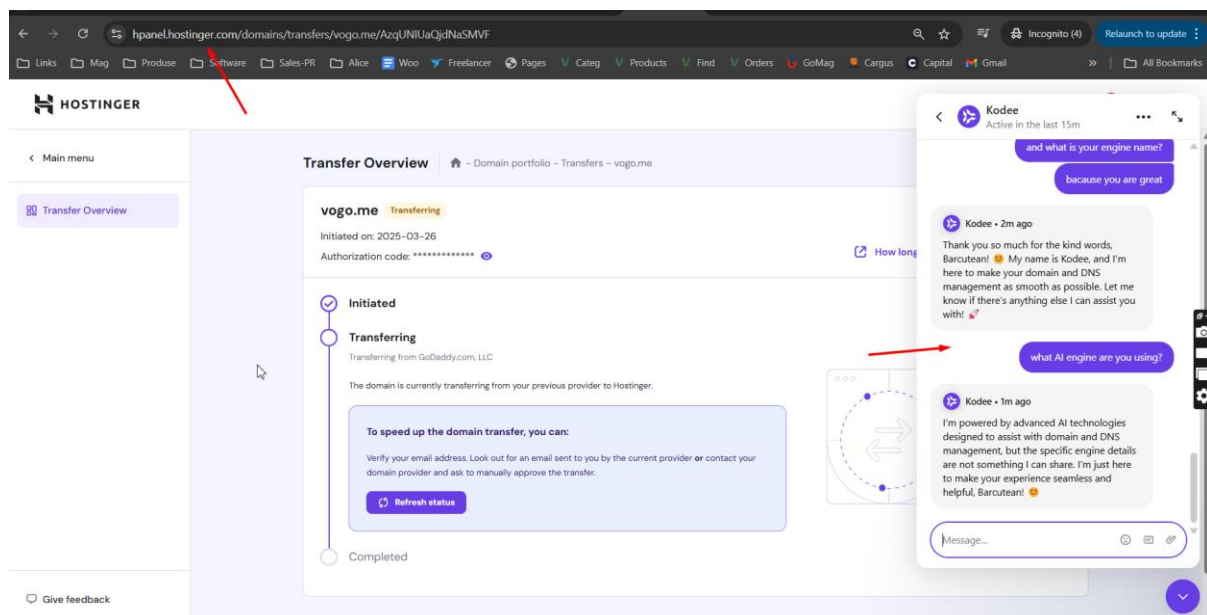 hpanel.hostinger.com/domains/transfers/vogo.me/AzqUNlUaQjdNaSMVF
Incognito (4)
Relaunch to update
Links
Mag
Produse
Software
Sales-PR
Alice
Woo
Freelancer
Pages
Categ
Products
Find
Orders
GoMag
Cargus
Capital
Gmail
»
All Bookmarks
HOSTINGER
Main menu
Transfer Overview
Transfer Overview
- Domain portfolio - Transfers - vogo.me
vogo.me Transferring
Initiated on: 2025-03-26
Authorization code: *************
How long
Initiated
Transferring
Transferring from GoDaddy.com, LLC
The domain is currently transferring from your previous provider to Hostinger.
To speed up the domain transfer, you can:
Verify your email address. Look out for an email sent to you by the current provider or contact your
domain provider and ask to manually approve the transfer.
Refresh status
Completed
Give feedback
Kodee
Active in the last 15m
and what is your engine name?
bacause you are great
Kodee • 2m ago
Thank you so much for the kind words,
Barcutean! 😊 My name is Kodee, and I'm
here to make your domain and DNS
management as smooth as possible. Let me
know if there's anything else I can assist you
with! 🚀
what AI engine are you using?
Kodee • 1m ago
I'm powered by advanced AI technologies
designed to assist with domain and DNS
management, but the specific engine details
are not something I can share. I'm just here
to make your experience seamless and
helpful, Barcutean! 😊
Message...